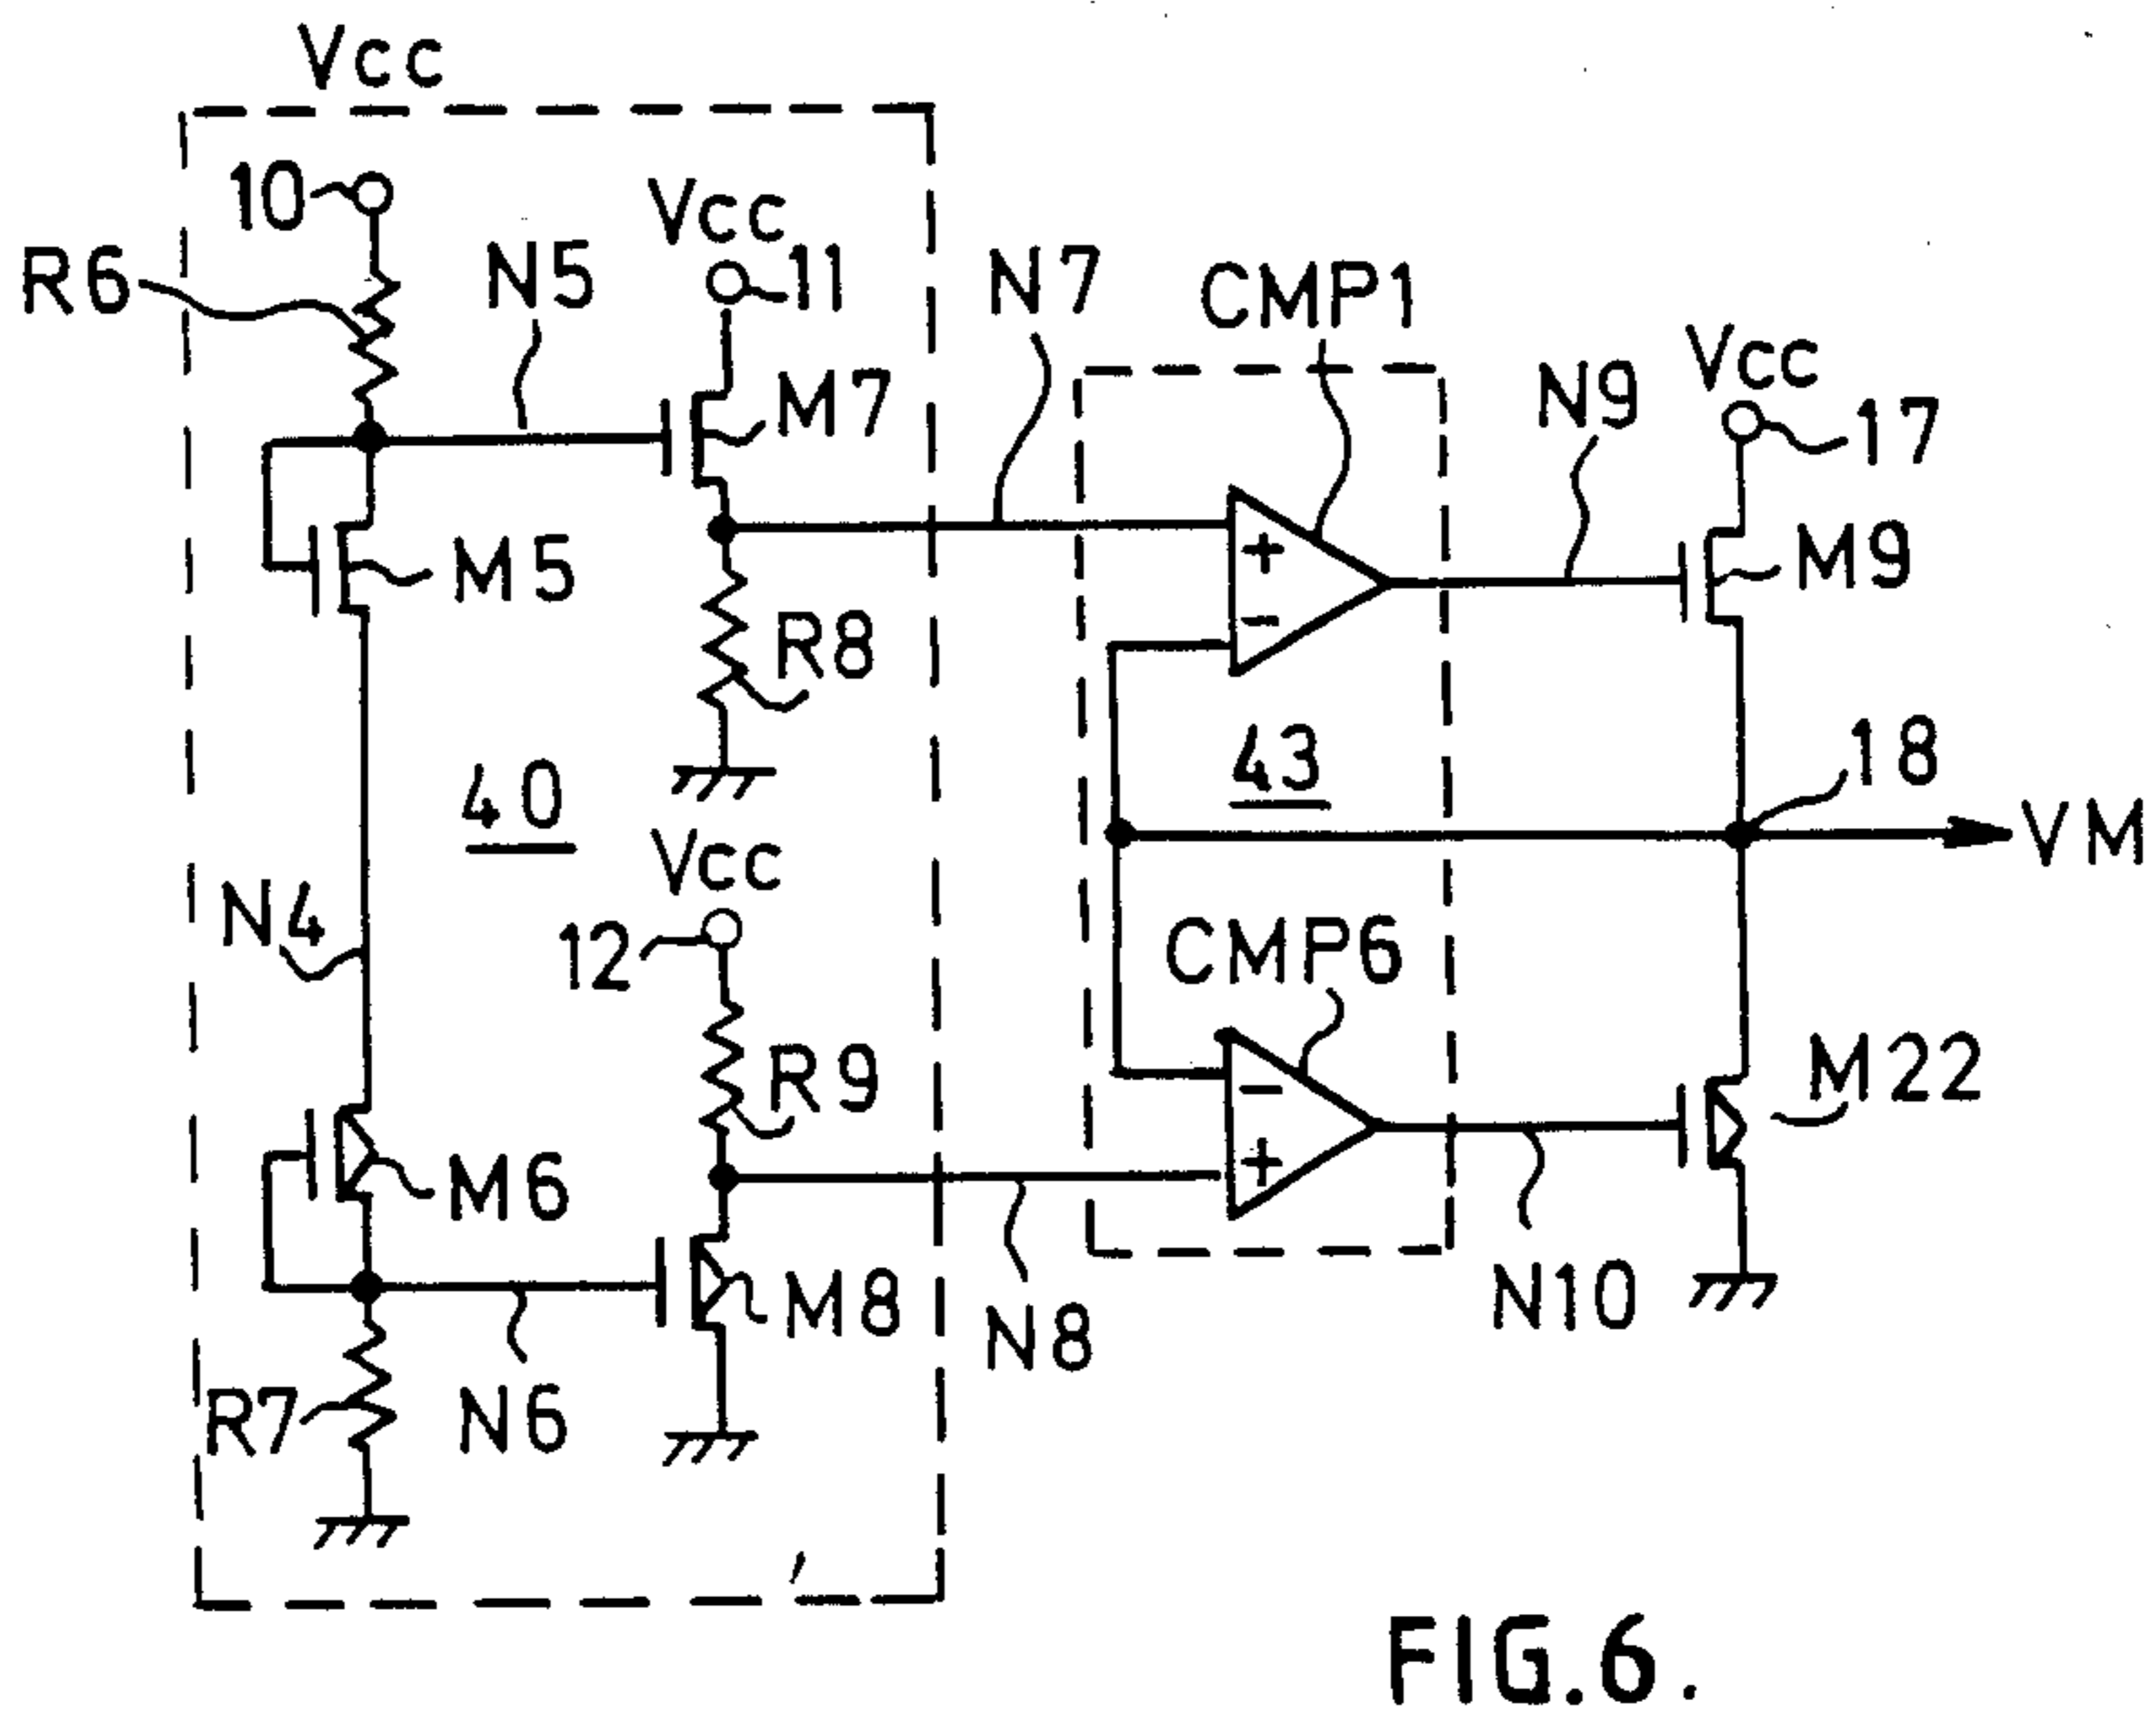 Vcc
10
Vcc
R6
N5
11
N7
CMP1
Vcc
M7
N9
17
M5
+
M9
R8
-
43
18
40
VM
Vcc
N4
12
CMP6
R9
-
M22
M6
+
M8
N10
N8
R7
N6
FIG.6.